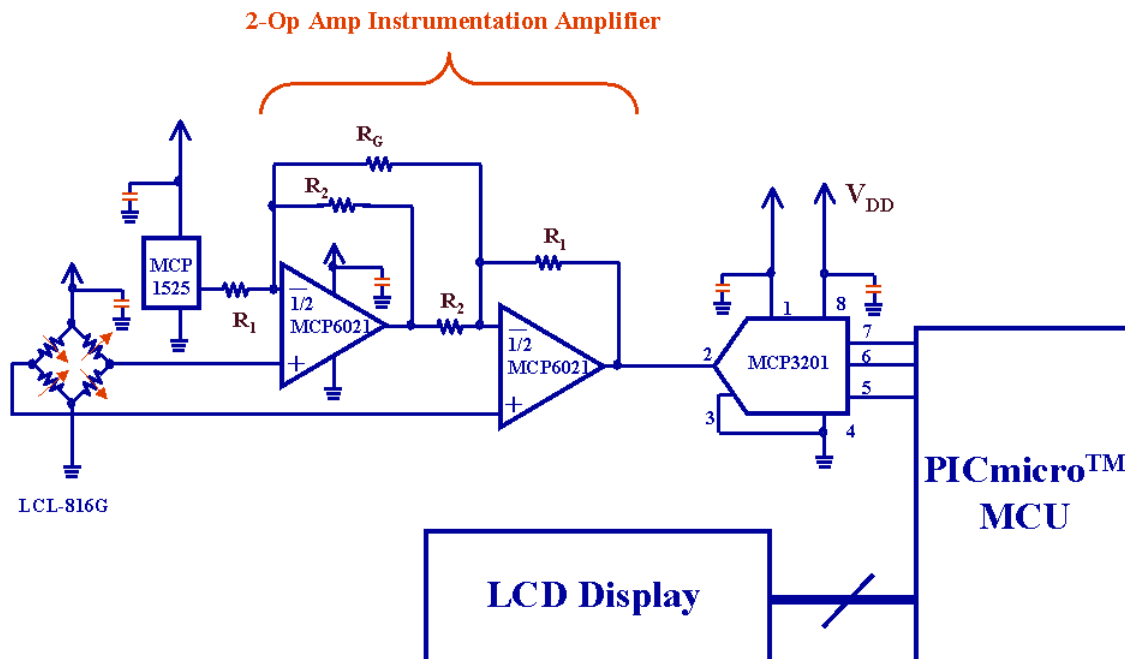 2-Op Amp Instrumentation Amplifier
RG
R2
VDD
R1
MCP
1525
−
1/2
MCP6021
+
R1
R2
−
1/2
MCP6021
+
1
8
2
MCP3201
7
6
5
3
4
LCL-816G
PICmicro™
MCU
LCD Display